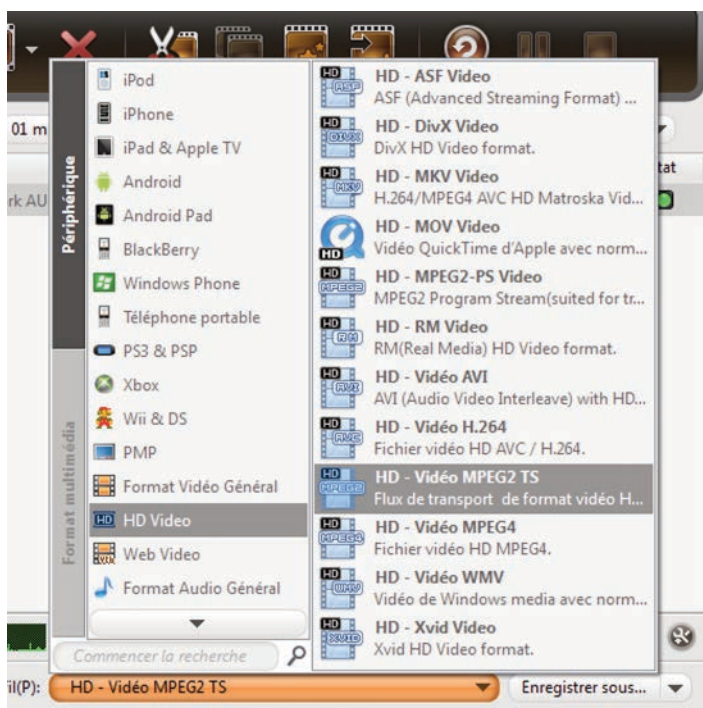 01 m
tat
rk AU
Périphérique
Format multimédia
iPod
iPhone
iPad & Apple TV
Android
Android Pad
BlackBerry
Windows Phone
Téléphone portable
PS3 & PSP
Xbox
Wii & DS
PMP
Format Vidéo Général
HD Video
Web Video
Format Audio Général
Commencer la recherche
HD - ASF Video
ASF (Advanced Streaming Format) ...
HD - DivX Video
DivX HD Video format.
HD - MKV Video
H.264/MPEG4 AVC HD Matroska Vid...
HD - MOV Video
Vidéo QuickTime d'Apple avec norm...
HD - MPEG2-PS Video
MPEG2 Program Stream(suited for tr...
HD - RM Video
RM(Real Media) HD Video format.
HD - Vidéo AVI
AVI (Audio Video Interleave) with HD...
HD - Vidéo H.264
Fichier vidéo HD AVC / H.264.
HD - Vidéo MPEG2 TS
Flux de transport de format vidéo H...
HD - Vidéo MPEG4
Fichier vidéo HD MPEG4.
HD - Vidéo WMV
Vidéo de Windows media avec norm...
HD - Xvid Video
Xvid HD Video format.
il(P):
HD - Vidéo MPEG2 TS
Enregistrer sous...